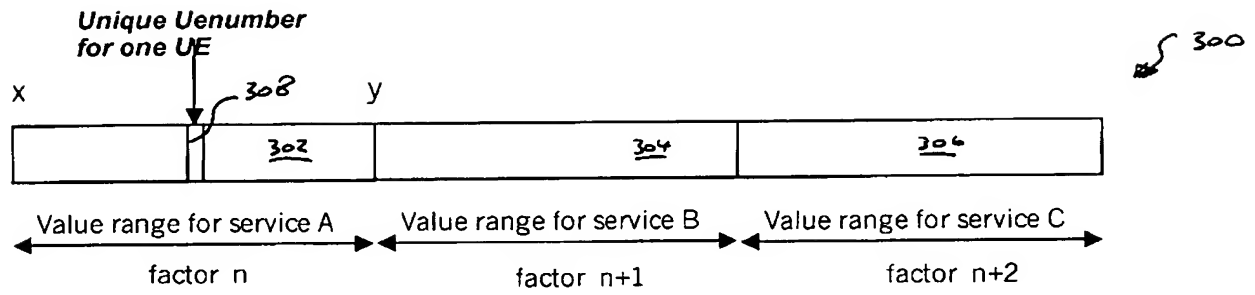 Unique Uenumber
for one UE
300
x
308
y
302
304
306
Value range for service A
Value range for service B
Value range for service C
factor n
factor n+1
factor n+2